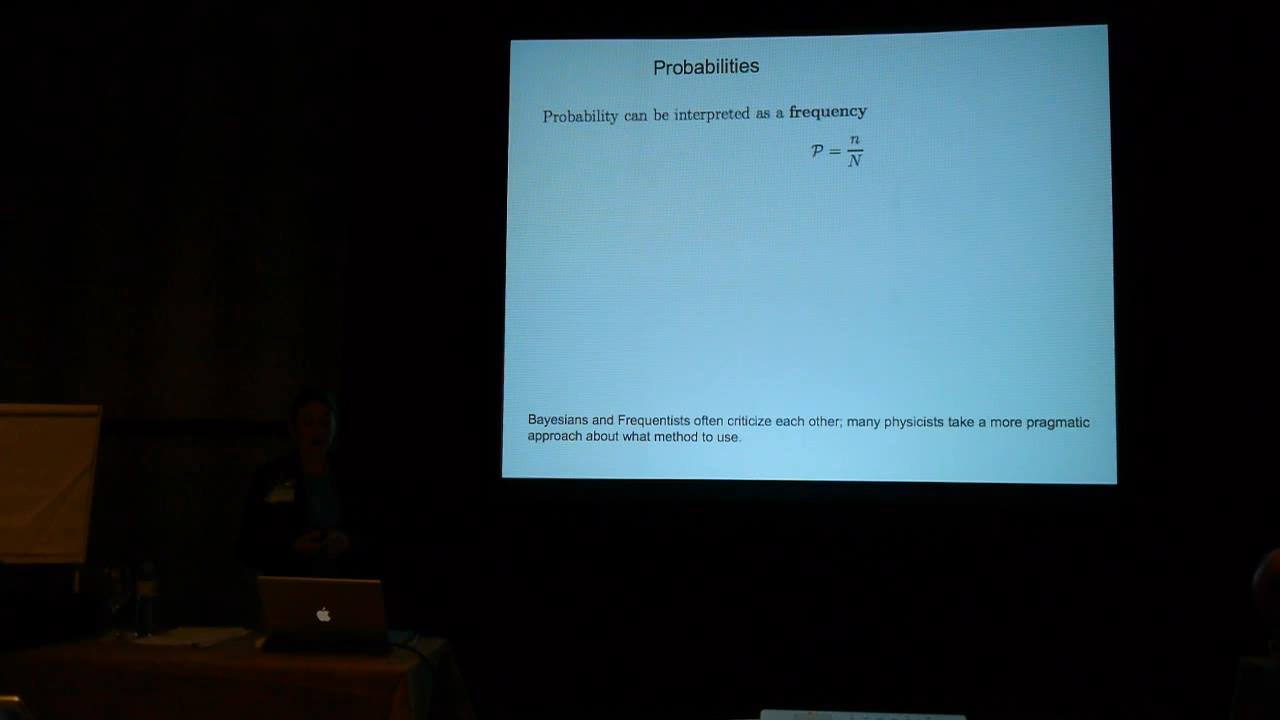 Probabilities
Probability can be interpreted as a frequency
P = n/N
Bayesians and Frequentists often criticize each other; many physicists take a more pragmatic
approach about what method to use.